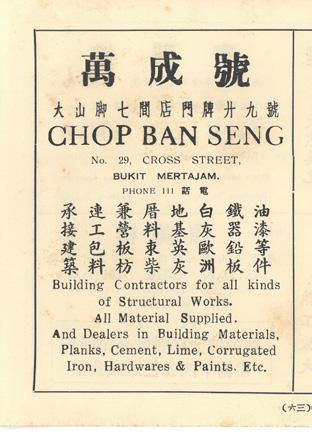 萬成號
大山脚七間店門牌廿九號
CHOP BAN SENG
No. 29, CROSS STREET,
BUKIT MERTAJAM.
PHONE 111 話電
承接建築
連工包料
兼營板枋
厝料束柴
地基英灰
白灰歐洲
鐵器鉛板
油漆等件
Building Contractors for all kinds
of Structural Works.
All Material Supplied.
And Dealers in Building Materials,
Planks, Cement, Lime, Corrugated
Iron, Hardwares & Paints. Etc.
(六三)